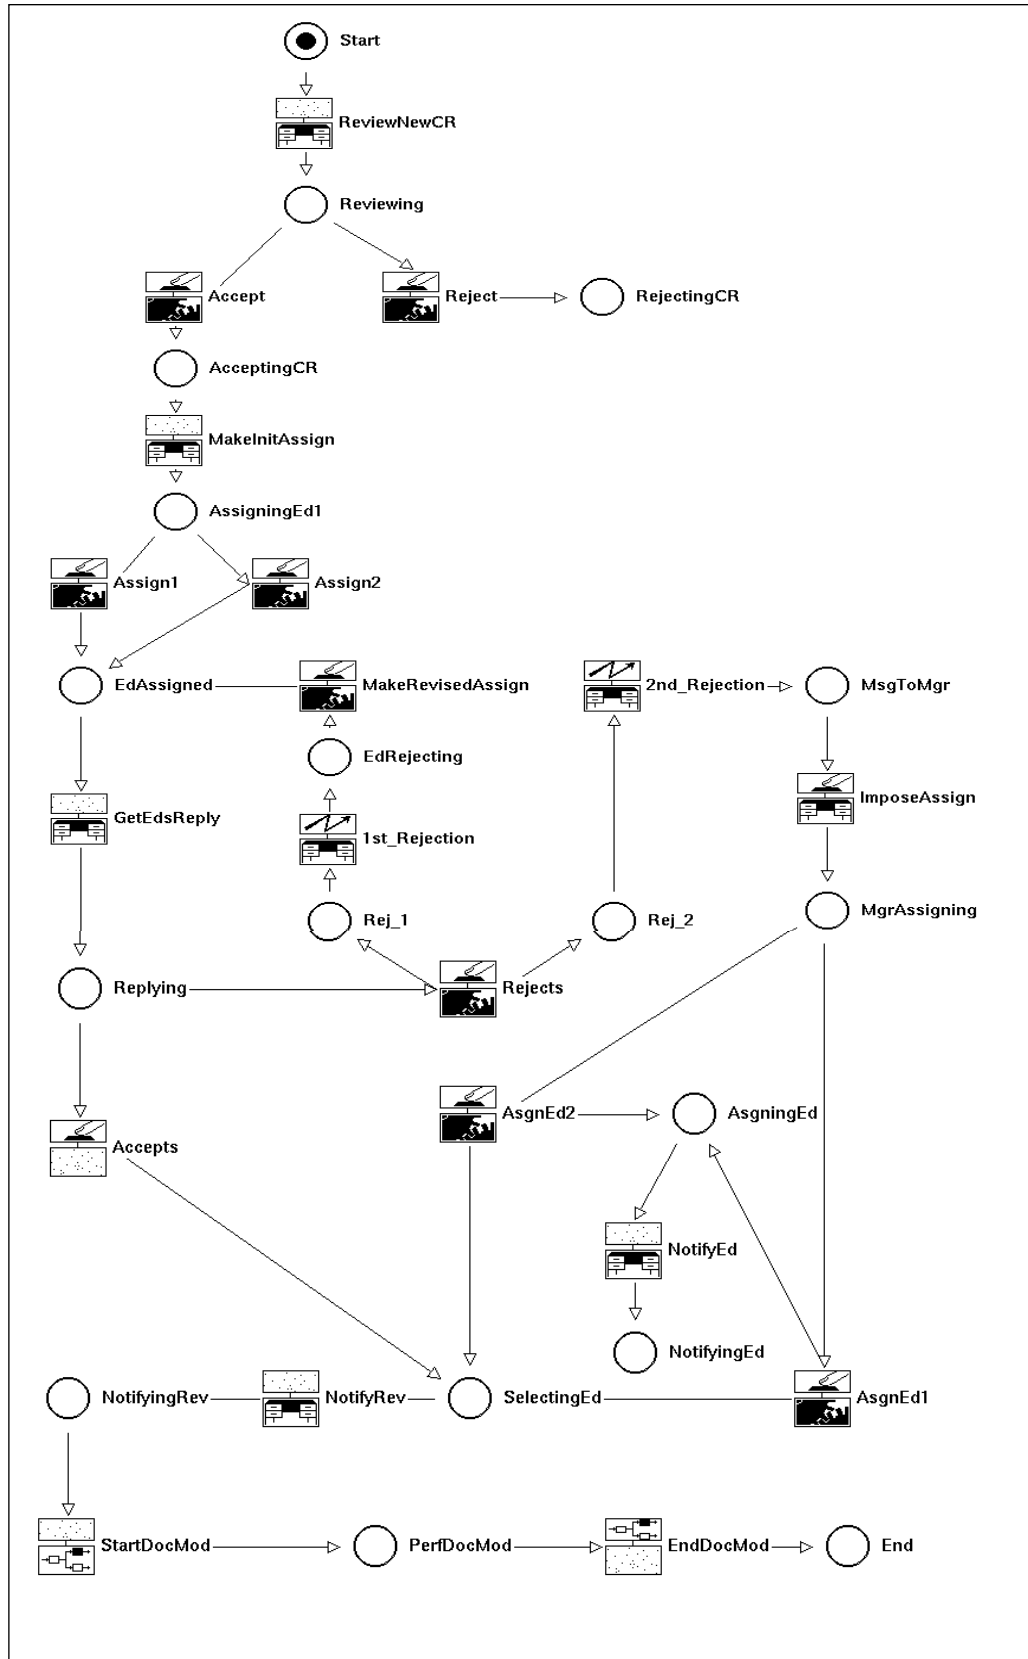 Start
ReviewNewCR
Reviewing
Accept
Reject
RejectingCR
AcceptingCR
MakeInitAssign
AssigningEd1
Assign1
Assign2
EdAssigned
MakeRevisedAssign
2nd_Rejection
MsgToMgr
EdRejecting
ImposeAssign
GetEdsReply
1st_Rejection
Rej_1
Rej_2
MgrAssigning
Replying
Rejects
AsgnEd2
AsgningEd
Accepts
NotifyEd
NotifyingEd
NotifyingRev
NotifyRev
SelectingEd
AsgnEd1
StartDocMod
PerfDocMod
EndDocMod
End